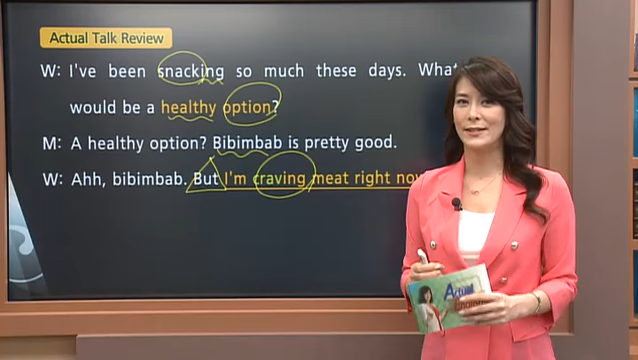 Actual Talk Review
W: I've been snacking so much these days. What
would be a healthy option?
M: A healthy option? Bibimbab is pretty good.
W: Ahh, bibimbab. But I'm craving meat right now
Actual